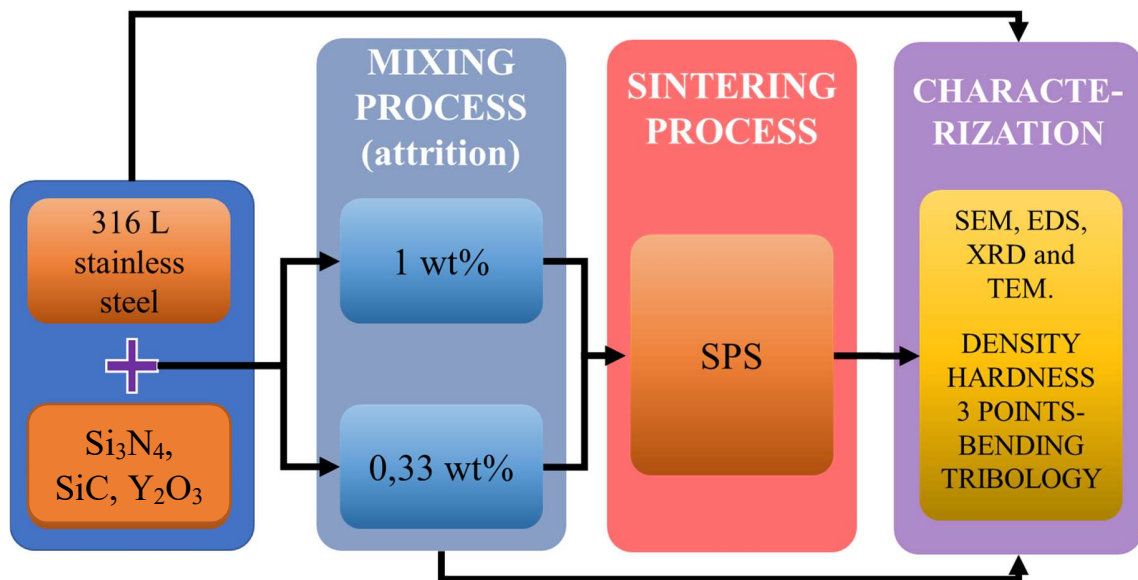 316 L
stainless
steel
Si₃N₄,
SiC, Y₂O₃
MIXING
PROCESS
(attrition)
1 wt%
0,33 wt%
SINTERING
PROCESS
SPS
CHARACTE-
RIZATION
SEM, EDS,
XRD and
TEM.
DENSITY
HARDNESS
3 POINTS-
BENDING
TRIBOLOGY